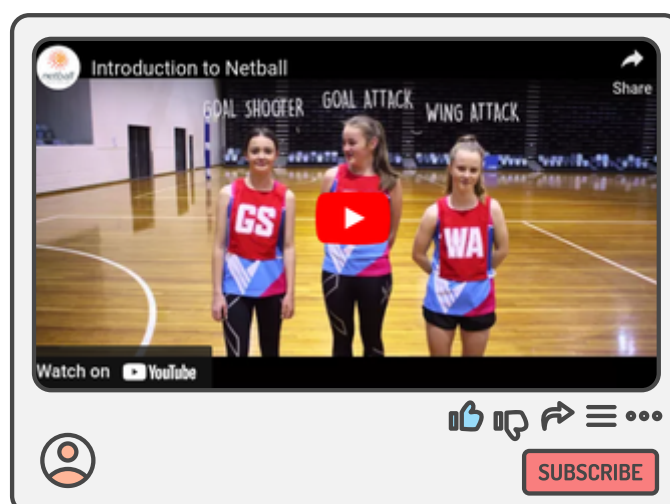 Introduction to Netball
netball
Share
GOAL SHOOTER
GOAL ATTACK
WING ATTACK
GS
WA
Watch on YouTube
SUBSCRIBE